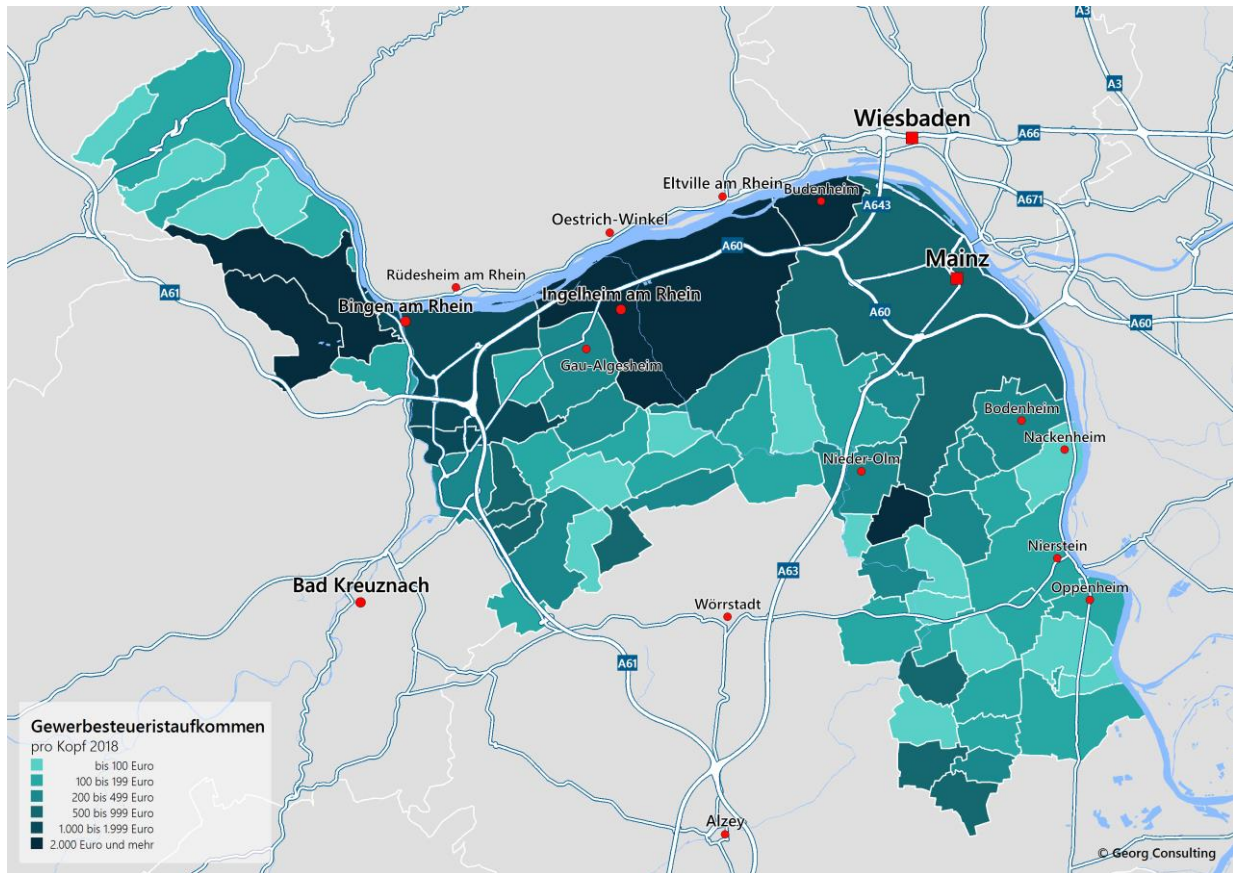 A3
A3
Wiesbaden
A66
Eltville am Rhein
Budenheim
A671
A643
Oestrich-Winkel
A60
Mainz
Rüdesheim am Rhein
A61
Bingen am Rhein
Ingelheim am Rhein
A60
A60
Gau-Algesheim
Bodenheim
Nackenheim
Nieder-Olm
Nierstein
A63
Bad Kreuznach
Oppenheim
Wörrstadt
A61
Gewerbesteueristaufkommen
pro Kopf 2018
bis 100 Euro
100 bis 199 Euro
200 bis 499 Euro
500 bis 999 Euro
1.000 bis 1.999 Euro
2.000 Euro und mehr
Alzey
© Georg Consulting